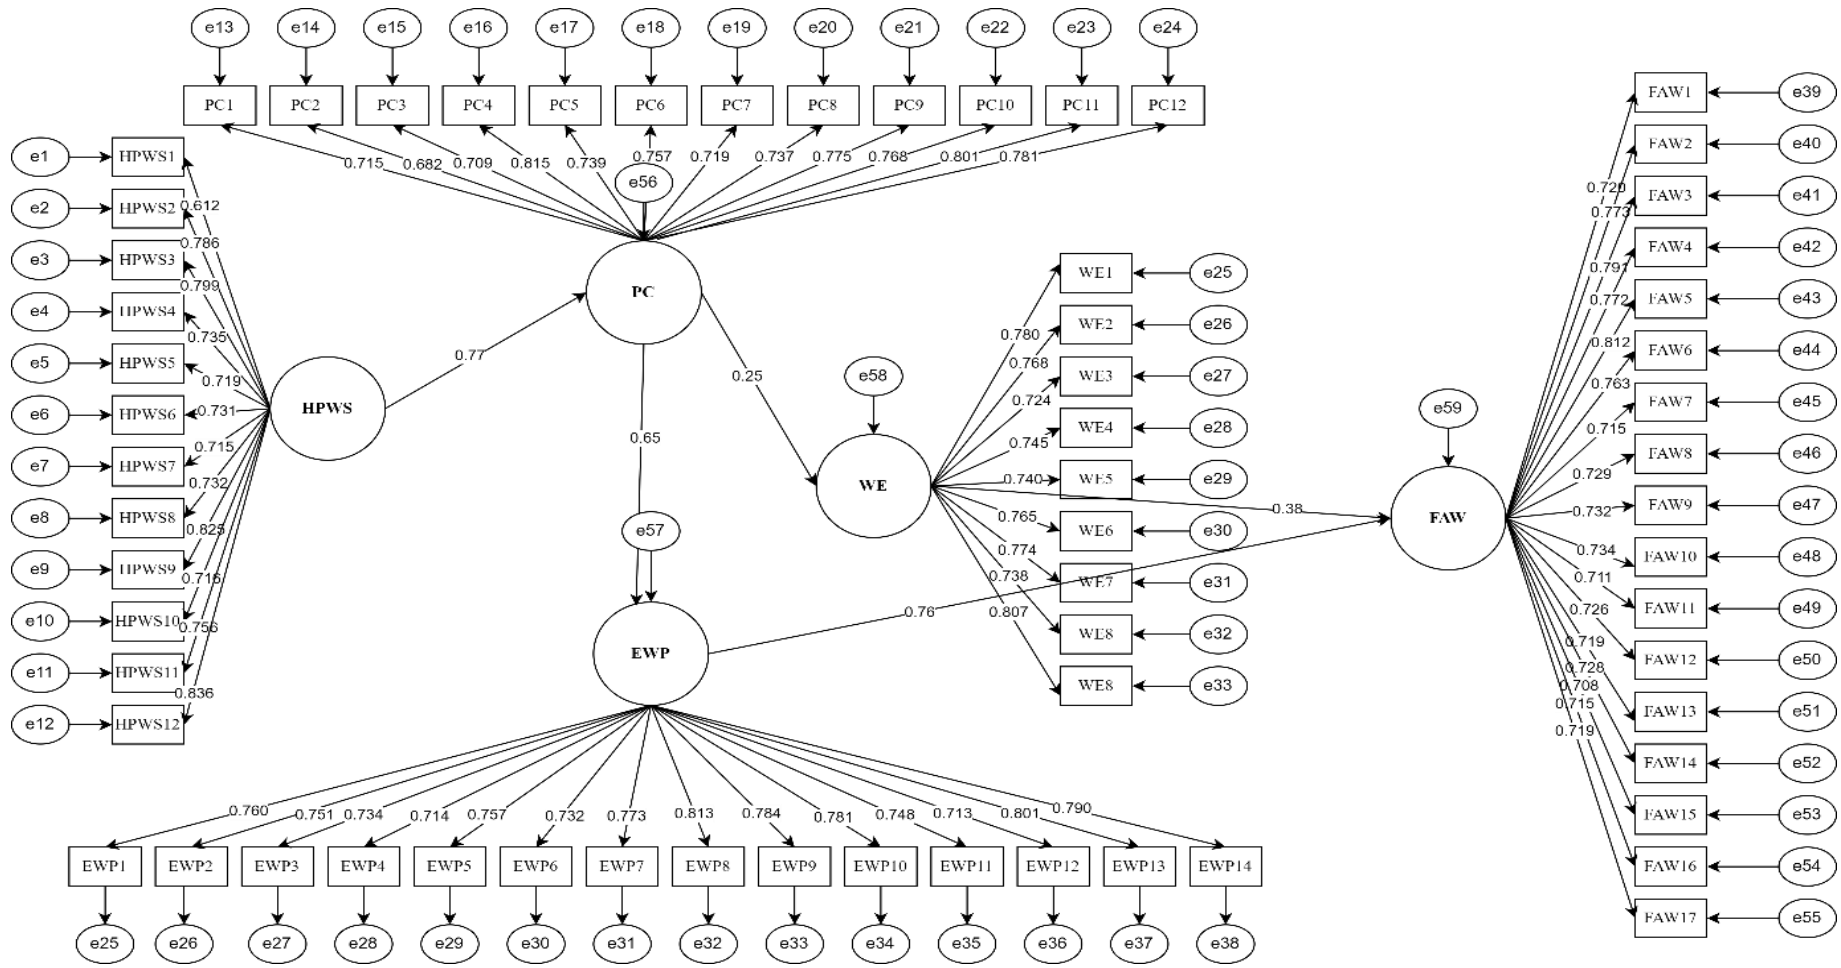 e13 e14 e15 e16 e17 e18 e19 e20 e21 e22 e23 e24
PC1 PC2 PC3 PC4 PC5 PC6 PC7 PC8 PC9 PC10 PC11 PC12
0.715 0.682 0.709 0.815 0.739 0.757 0.719 0.737 0.775 0.768 0.801 0.781
e56
PC
e1 HPWS1
e2 HPWS2
e3 HPWS3
e4 HPWS4
e5 HPWS5
e6 HPWS6
e7 HPWS7
e8 HPWS8
e9 HPWS9
e10 HPWS10
e11 HPWS11
e12 HPWS12
0.612
0.786
0.799
0.735
0.719
0.731
0.715
0.732
0.825
0.716
0.756
0.836
HPWS
0.77
0.25
0.65
e58
WE
e57
EWP
0.76
0.38
WE1 e25
WE2 e26
WE3 e27
WE4 e28
WE5 e29
WE6 e30
WE7 e31
WE8 e32
WE8 e33
0.780
0.768
0.724
0.745
0.740
0.765
0.774
0.738
0.807
e59
FAW
FAW1 e39
FAW2 e40
FAW3 e41
FAW4 e42
FAW5 e43
FAW6 e44
FAW7 e45
FAW8 e46
FAW9 e47
FAW10 e48
FAW11 e49
FAW12 e50
FAW13 e51
FAW14 e52
FAW15 e53
FAW16 e54
FAW17 e55
0.720
0.773
0.791
0.772
0.812
0.763
0.715
0.729
0.732
0.734
0.711
0.726
0.719
0.728
0.708
0.715
0.719
0.760 0.751 0.734 0.714 0.757 0.732 0.773 0.813 0.784 0.781 0.748 0.713 0.801 0.790
EWP1 EWP2 EWP3 EWP4 EWP5 EWP6 EWP7 EWP8 EWP9 EWP10 EWP11 EWP12 EWP13 EWP14
e25 e26 e27 e28 e29 e30 e31 e32 e33 e34 e35 e36 e37 e38